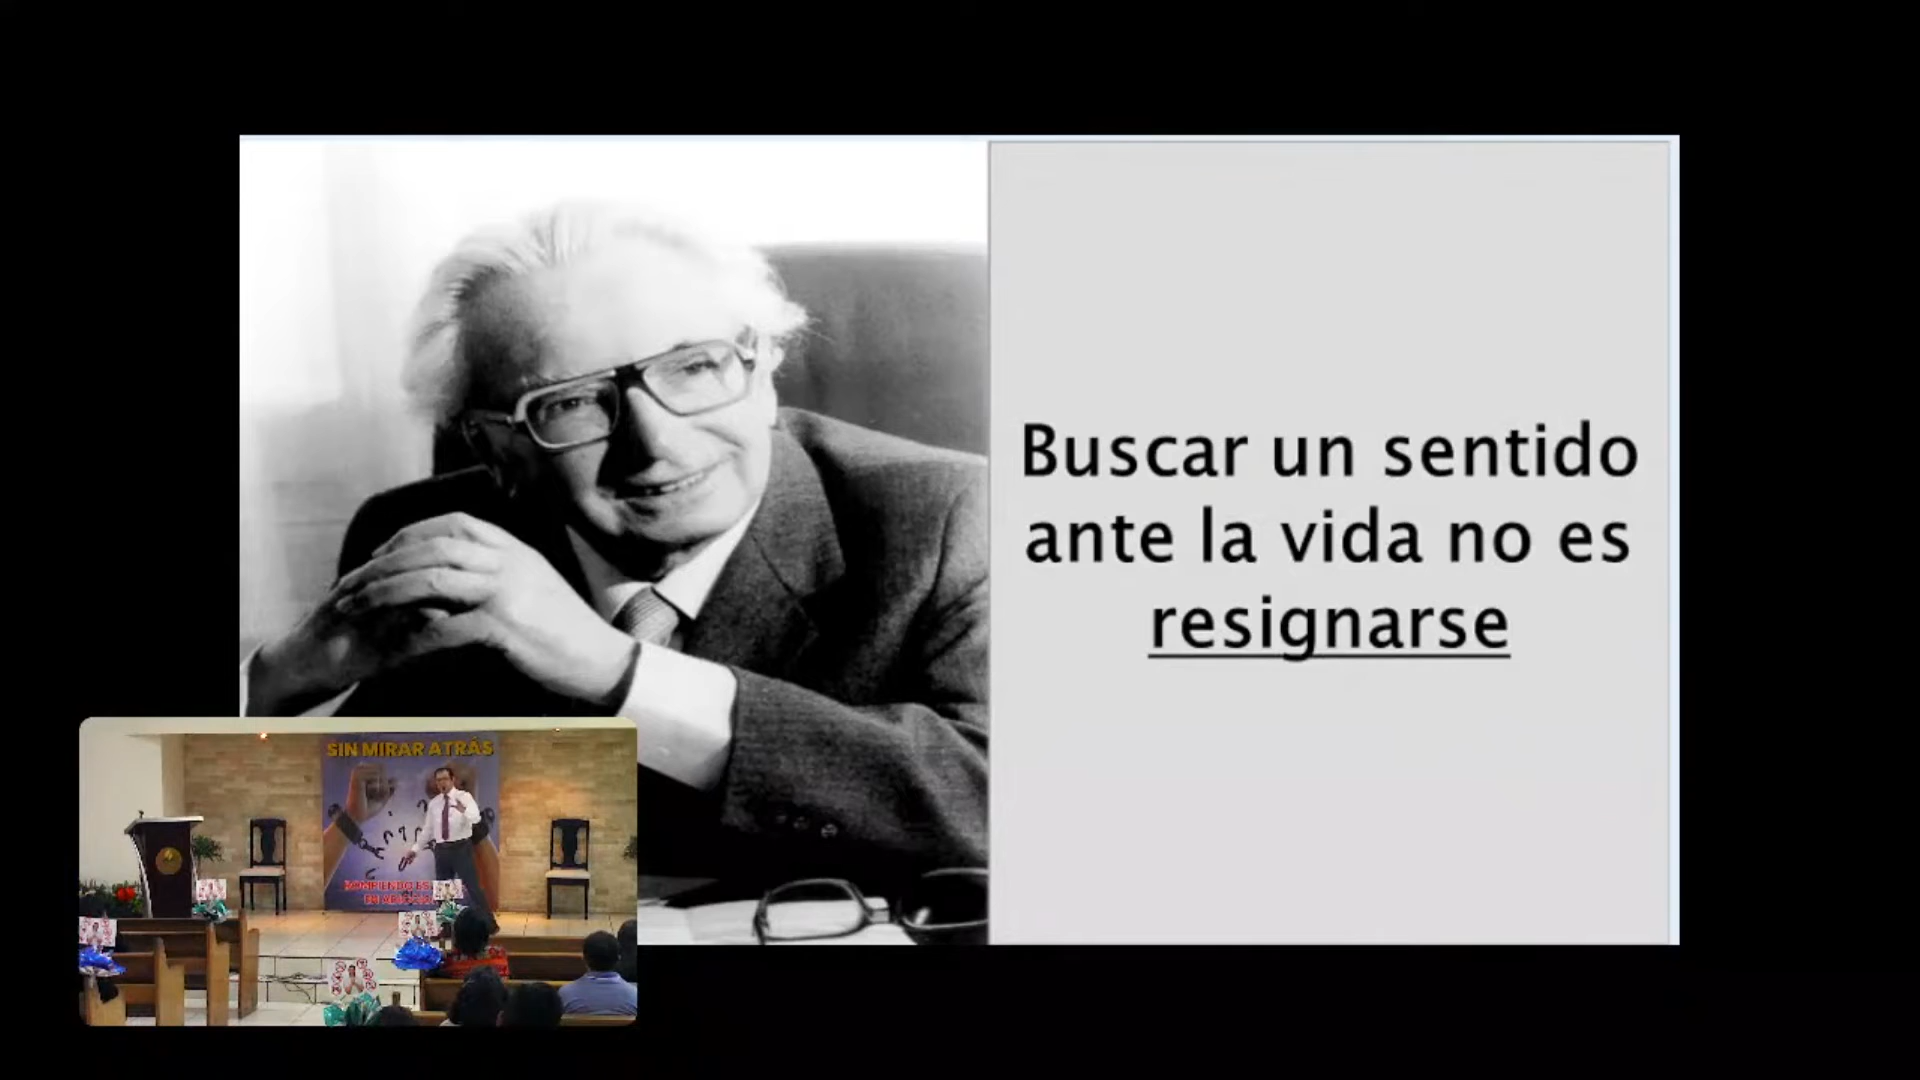 Buscar un sentido
ante la vida no es
resignarse
SIN MIRAR ATRÁS